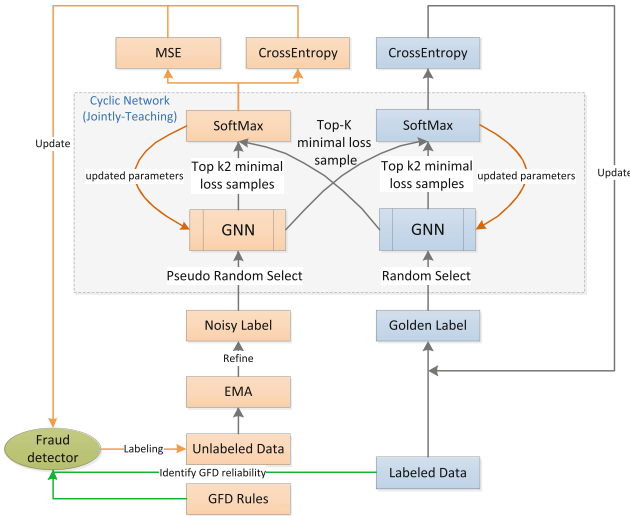 MSE
CrossEntropy
CrossEntropy
Cyclic Network
(Jointly-Teaching)
SoftMax
Top-K
minimal loss
sample
SoftMax
Update
Top k2 minimal
loss samples
Top k2 minimal
loss samples
updated parameters
updated parameters
Update
GNN
GNN
Pseudo Random Select
Random Select
Noisy Label
Golden Label
Refine
EMA
Fraud
detector
Labeling
Unlabeled Data
Identify GFD reliability
Labeled Data
GFD Rules